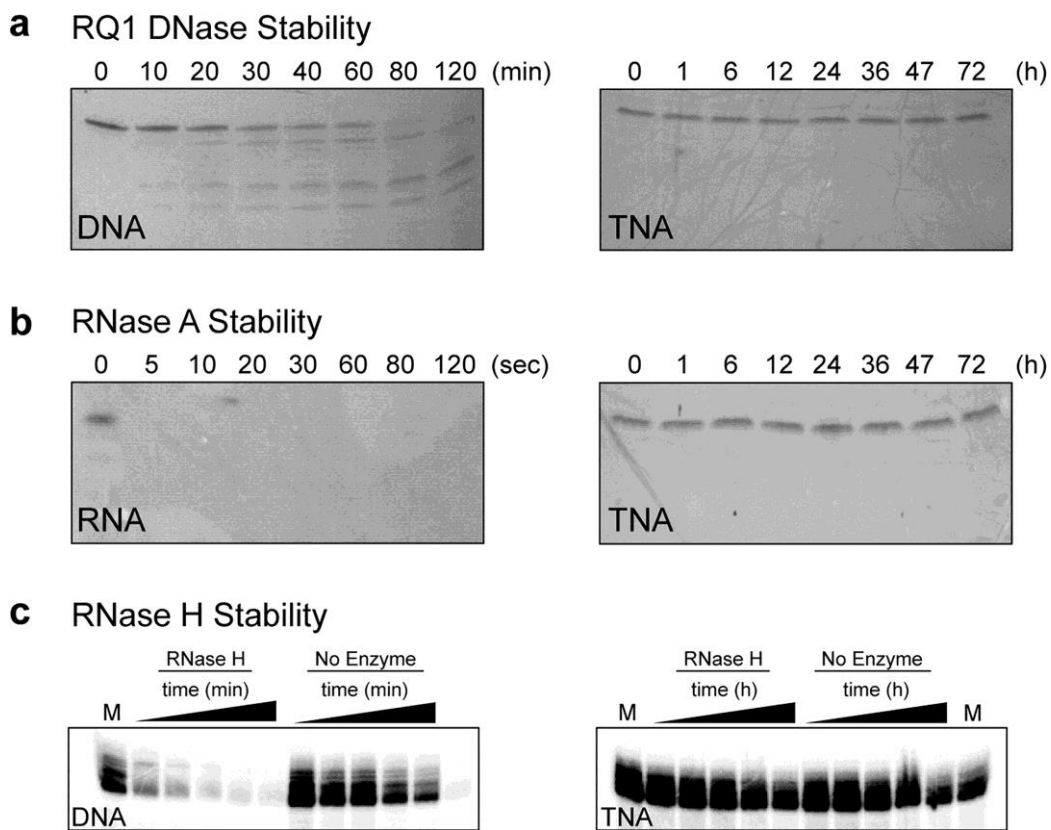 a RQ1 DNase Stability
0 10 20 30 40 60 80 120 (min)
DNA
0 1 6 12 24 36 47 72 (h)
TNA
b RNase A Stability
0 5 10 20 30 60 80 120 (sec)
RNA
0 1 6 12 24 36 47 72 (h)
TNA
c RNase H Stability
RNase H No Enzyme
time (min) time (min)
M
DNA
RNase H No Enzyme
time (h) time (h)
M M
TNA